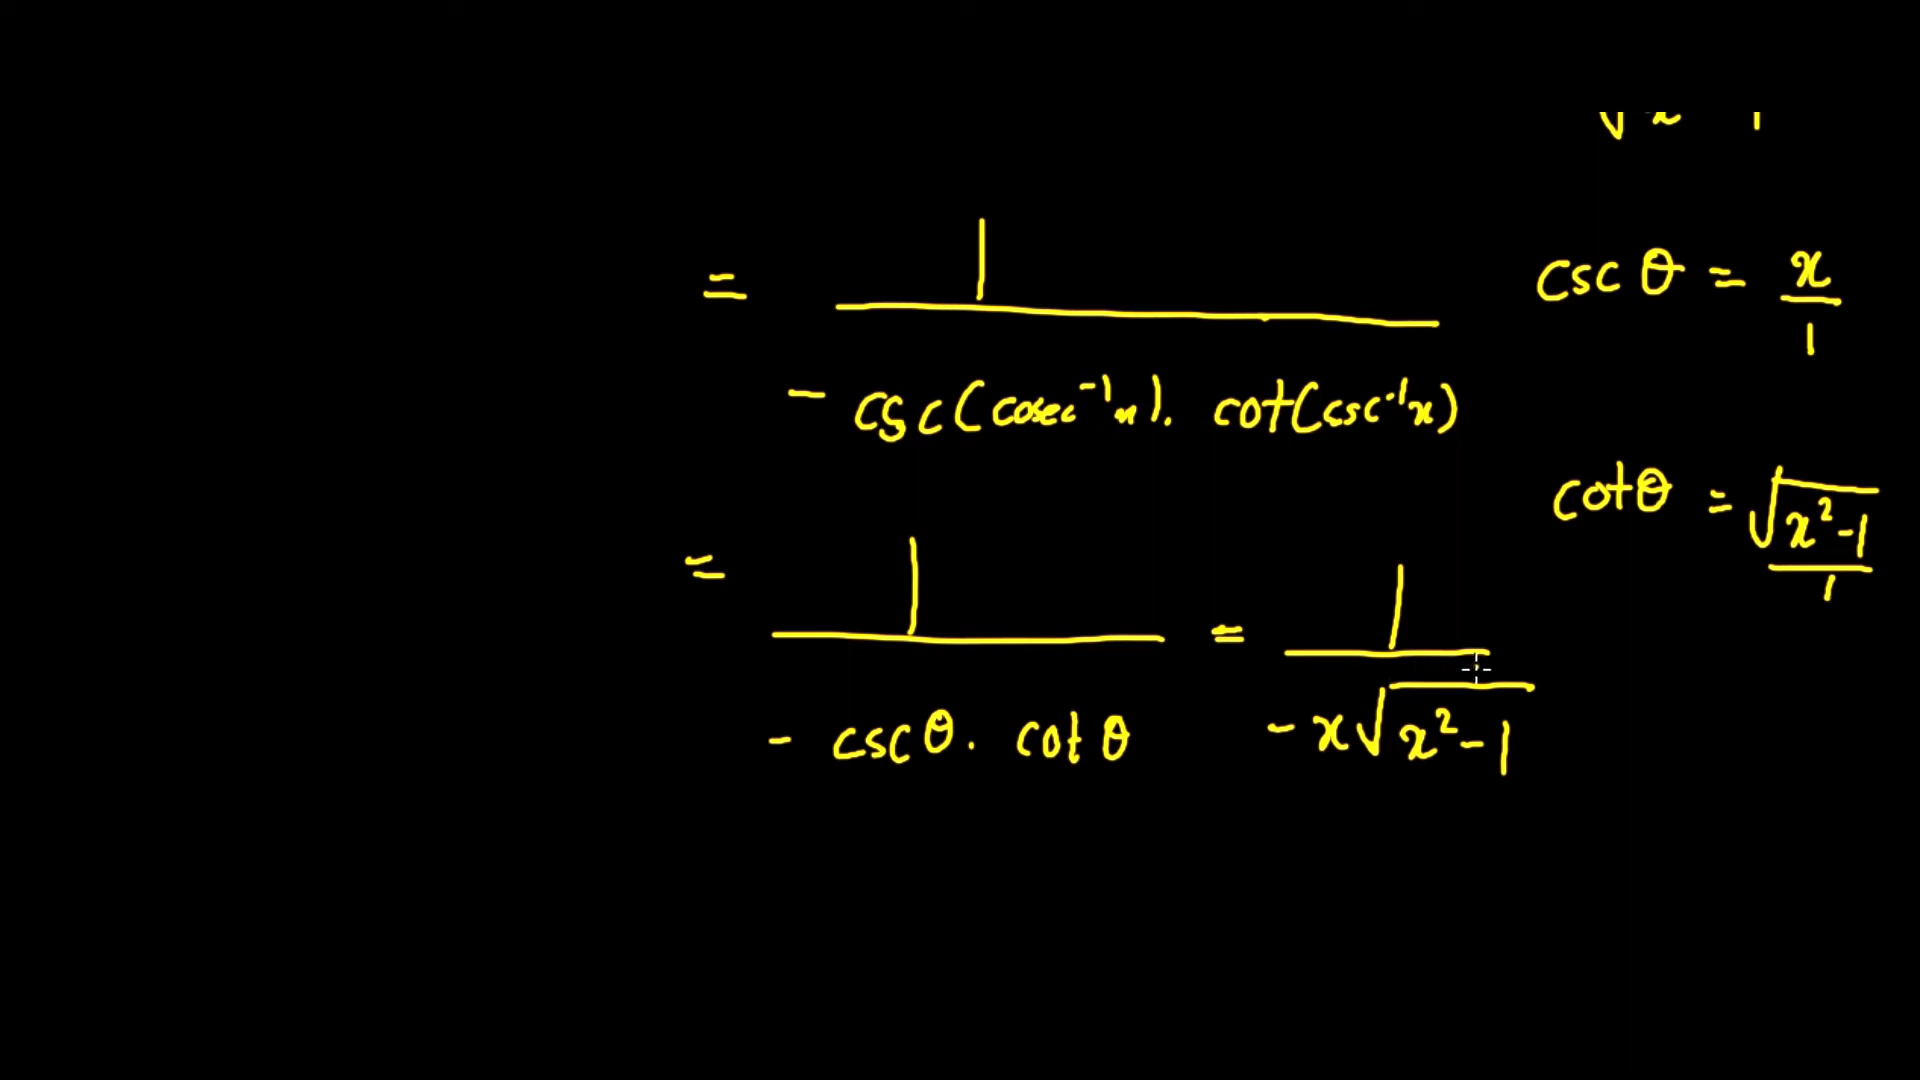 √x - 1
= 1 / - csc(cosec⁻¹x). cot(csc⁻¹x)
csc θ = x / 1
cot θ = √x²-1 / 1
= 1 / - csc θ. cot θ = 1 / - x√x²-1